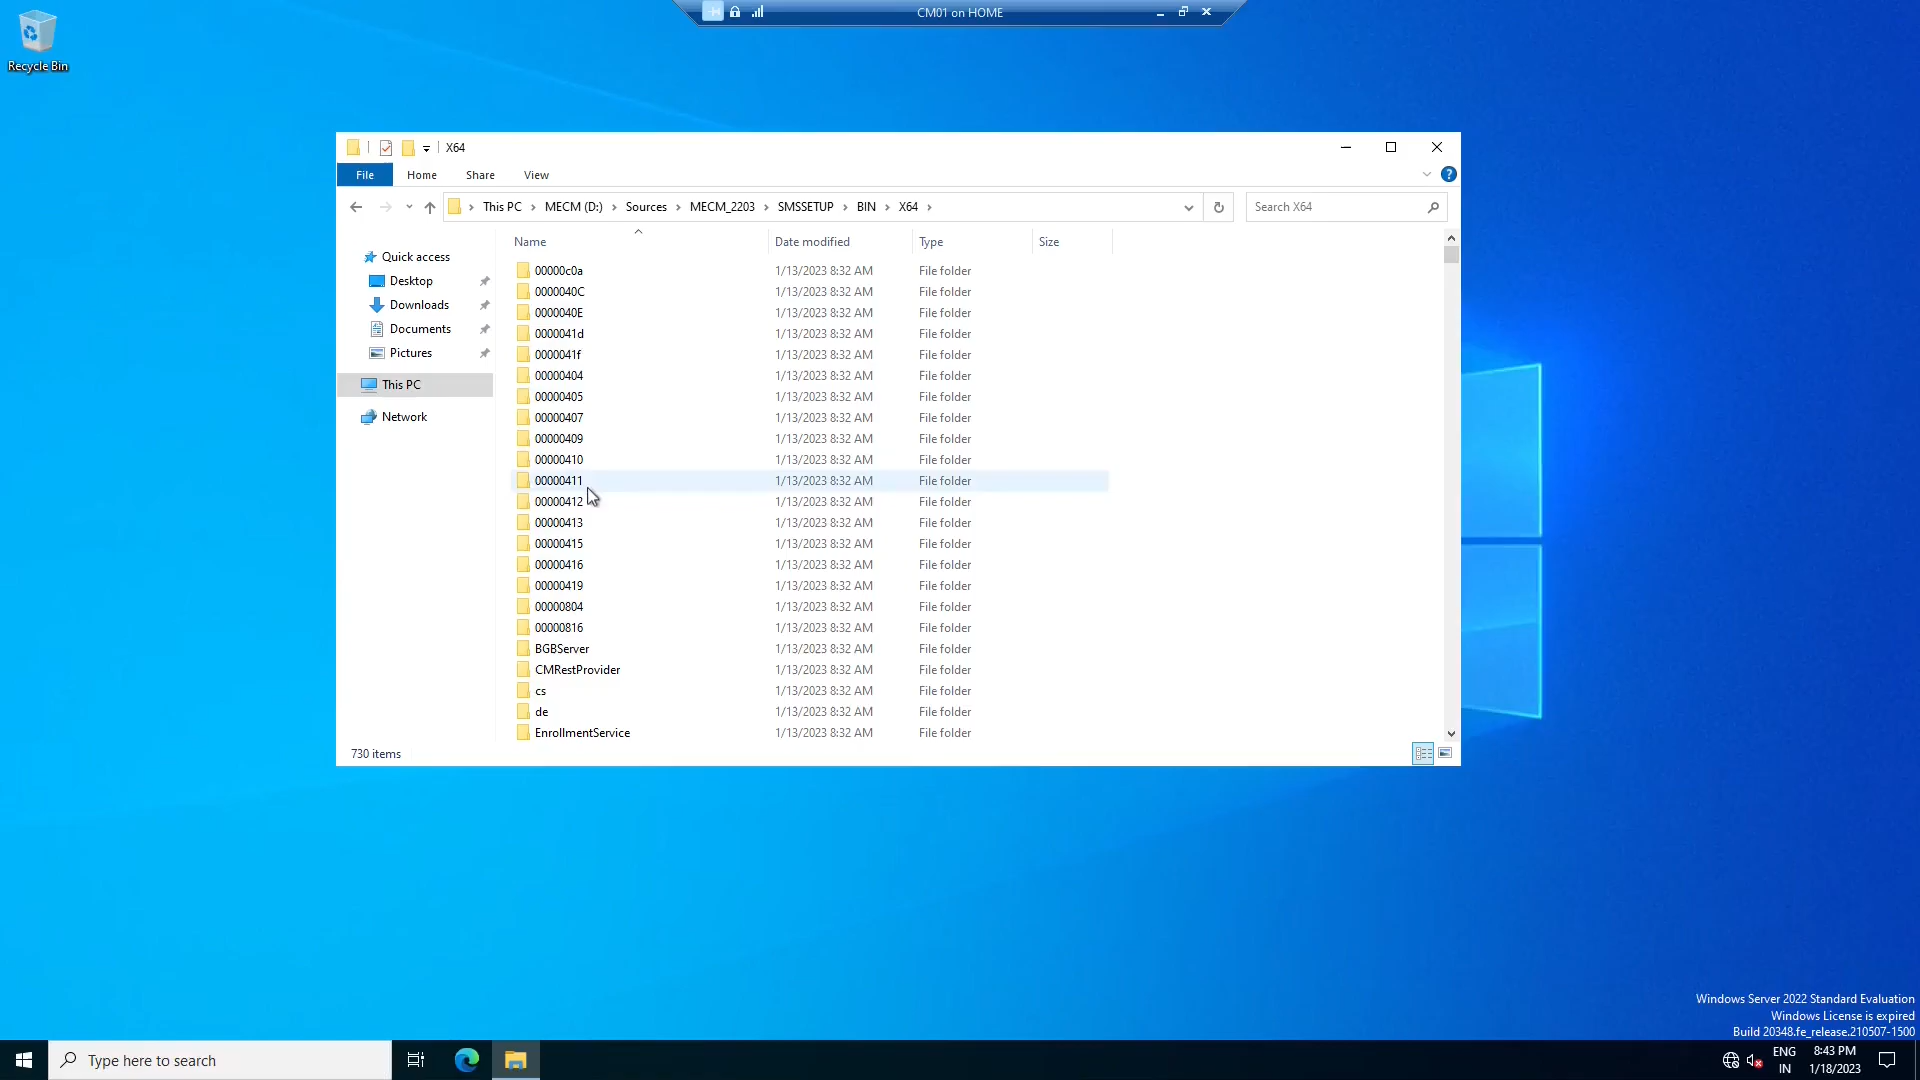 CM01 on HOME
Recycle Bin
X64
File Home Share View
This PC MECM (D:) Sources MECM_2203 SMSSETUP BIN X64
Search X64
Name Date modified Type Size
Quick access
Desktop
Downloads
Documents
Pictures
This PC
Network
00000c0a 1/13/2023 8:32 AM File folder
0000040C 1/13/2023 8:32 AM File folder
0000040E 1/13/2023 8:32 AM File folder
0000041d 1/13/2023 8:32 AM File folder
0000041f 1/13/2023 8:32 AM File folder
00000404 1/13/2023 8:32 AM File folder
00000405 1/13/2023 8:32 AM File folder
00000407 1/13/2023 8:32 AM File folder
00000409 1/13/2023 8:32 AM File folder
00000410 1/13/2023 8:32 AM File folder
00000411 1/13/2023 8:32 AM File folder
00000412 1/13/2023 8:32 AM File folder
00000413 1/13/2023 8:32 AM File folder
00000415 1/13/2023 8:32 AM File folder
00000416 1/13/2023 8:32 AM File folder
00000419 1/13/2023 8:32 AM File folder
00000804 1/13/2023 8:32 AM File folder
00000816 1/13/2023 8:32 AM File folder
BGBServer 1/13/2023 8:32 AM File folder
CMRestProvider 1/13/2023 8:32 AM File folder
cs 1/13/2023 8:32 AM File folder
de 1/13/2023 8:32 AM File folder
EnrollmentService 1/13/2023 8:32 AM File folder
730 items
Windows Server 2022 Standard Evaluation
Windows License is expired
Build 20348.fe_release.210507-1500
Type here to search
ENG
IN
8:43 PM
1/18/2023